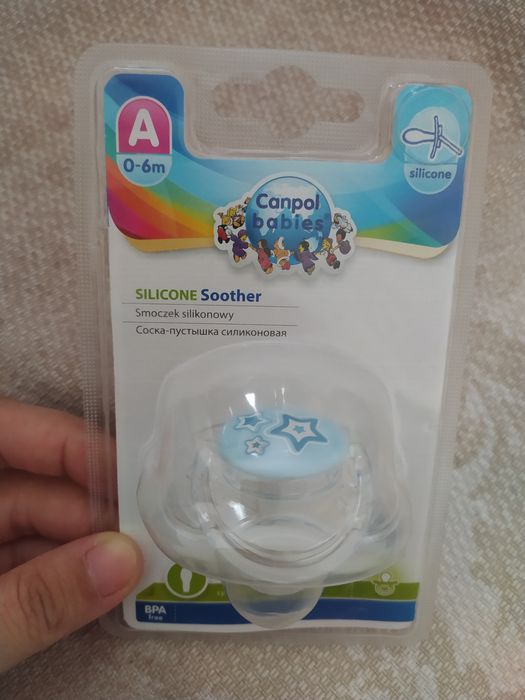 A
0-6m
silicone
Canpol
babies®
SILICONE Soother
Smoczek silikonowy
Соска-пустышка силиконовая
BPA
free